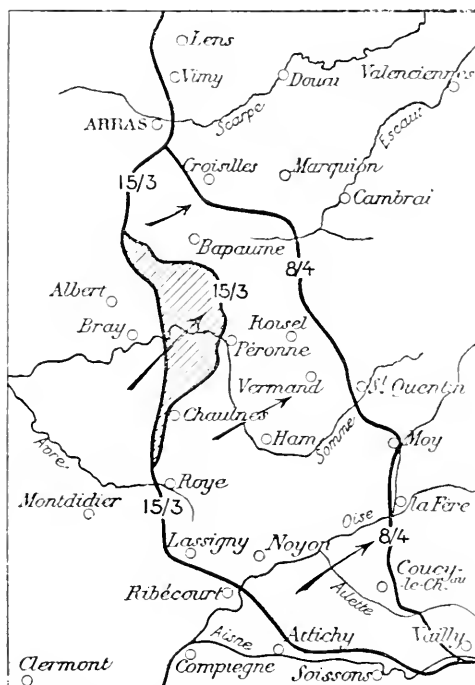 Lens
Vimy
Douai
Valenciennes
ARRAS
Scarpe
Escaut
Croisilles
Marquion
15/3
Cambrai
Bapaume
8/4
Albert
15/3
Bray
Roisel
Péronne
Vermand
St Quentin
Chaulnes
Ham
Somme
Moy
Avre
Roye
Montdidier
15/3
la Fère
Oise
8/4
Lassigny
Noyon
Coucy-
le-Ch.au
Ribécourt
Ailette
Vailly
Aisne
Attichy
Clermont
Compiègne
Soissons